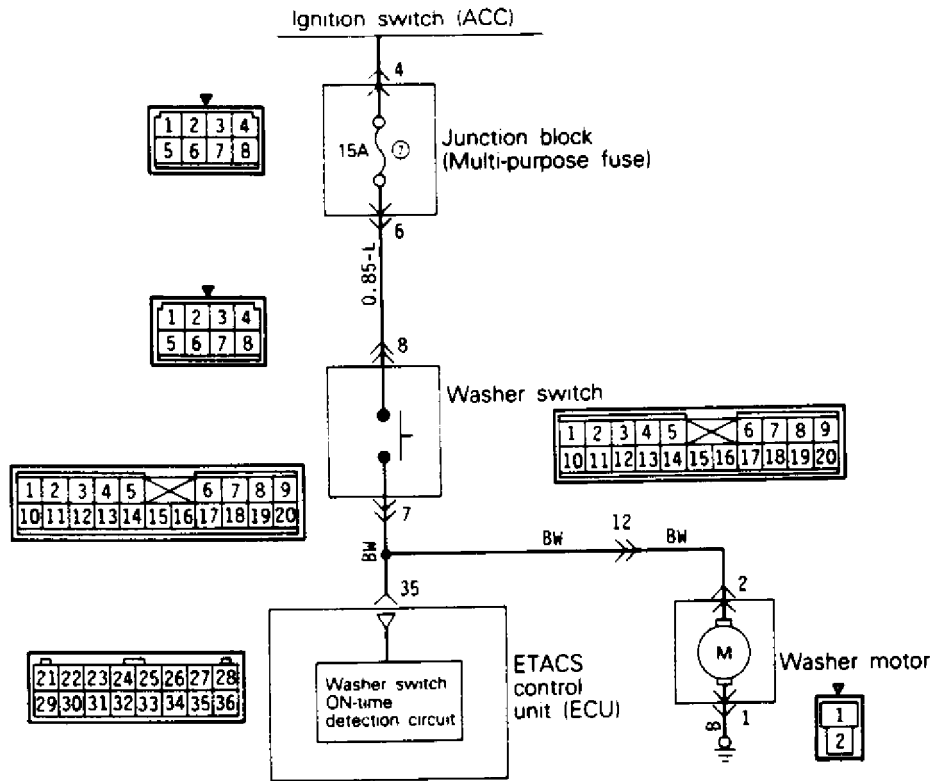 Ignition switch (ACC)
4
1 2 3 4
5 6 7 8
15A
7
Junction block
(Multi-purpose fuse)
6
0.85-L
1 2 3 4
5 6 7 8
8
Washer switch
1 2 3 4 5 6 7 8 9
10 11 12 13 14 15 16 17 18 19 20
1 2 3 4 5 6 7 8 9
10 11 12 13 14 15 16 17 18 19 20
7
BW
BW
12
BW
35
2
21 22 23 24 25 26 27 28
29 30 31 32 33 34 35 36
Washer switch
ON-time
detection circuit
ETACS
control
unit (ECU)
M
Washer motor
B
1
1
2